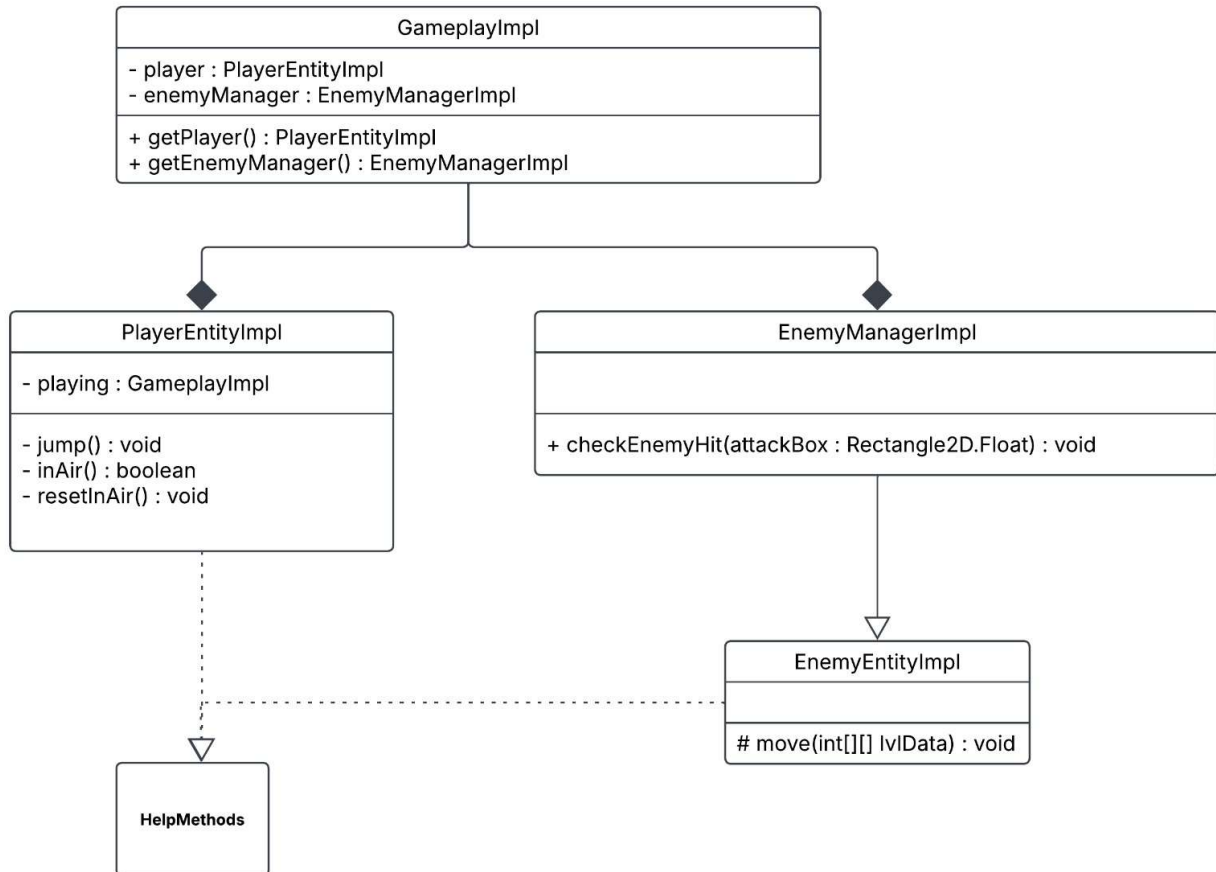 GameplayImpl
- player : PlayerEntityImpl
- enemyManager : EnemyManagerImpl
+ getPlayer() : PlayerEntityImpl
+ getEnemyManager() : EnemyManagerImpl
PlayerEntityImpl
- playing : GameplayImpl
- jump() : void
- inAir() : boolean
- resetInAir() : void
EnemyManagerImpl
+ checkEnemyHit(attackBox : Rectangle2D.Float) : void
EnemyEntityImpl
# move(int[][] lvlData) : void
HelpMethods